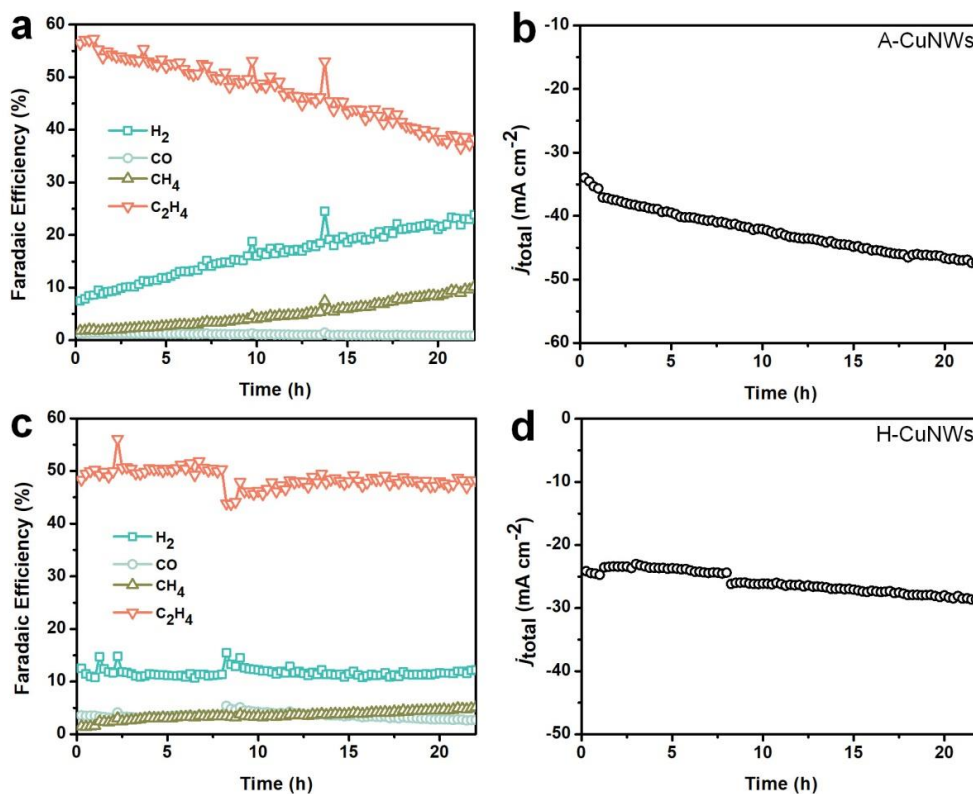 a
60
50
40
30
20
10
0
Faradaic Efficiency (%)
H₂
CO
CH₄
C₂H₄
0 5 10 15 20
Time (h)
b
A-CuNWs
-10
-20
-30
-40
-50
-60
jtotal (mA cm⁻²)
0 5 10 15 20
Time (h)
c
60
50
40
30
20
10
0
Faradaic Efficiency (%)
H₂
CO
CH₄
C₂H₄
0 5 10 15 20
Time (h)
d
H-CuNWs
0
-10
-20
-30
-40
-50
jtotal (mA cm⁻²)
0 5 10 15 20
Time (h)